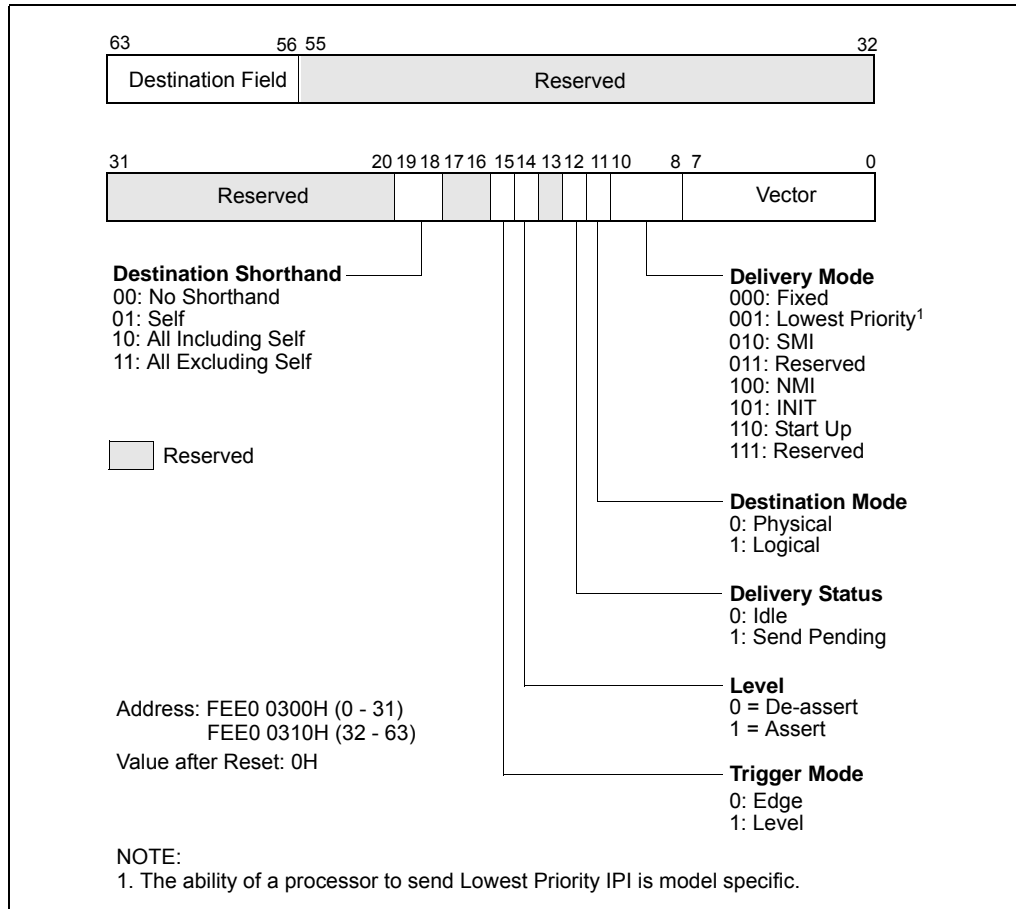 63 56 55 32
Destination Field Reserved
31 20 19 18 17 16 15 14 13 12 11 10 8 7 0
Reserved Vector
Destination Shorthand
00: No Shorthand
01: Self
10: All Including Self
11: All Excluding Self
Reserved
Delivery Mode
000: Fixed
001: Lowest Priority1
010: SMI
011: Reserved
100: NMI
101: INIT
110: Start Up
111: Reserved
Destination Mode
0: Physical
1: Logical
Delivery Status
0: Idle
1: Send Pending
Level
0 = De-assert
1 = Assert
Trigger Mode
0: Edge
1: Level
Address: FEE0 0300H (0 - 31)
FEE0 0310H (32 - 63)
Value after Reset: 0H
NOTE:
1. The ability of a processor to send Lowest Priority IPI is model specific.